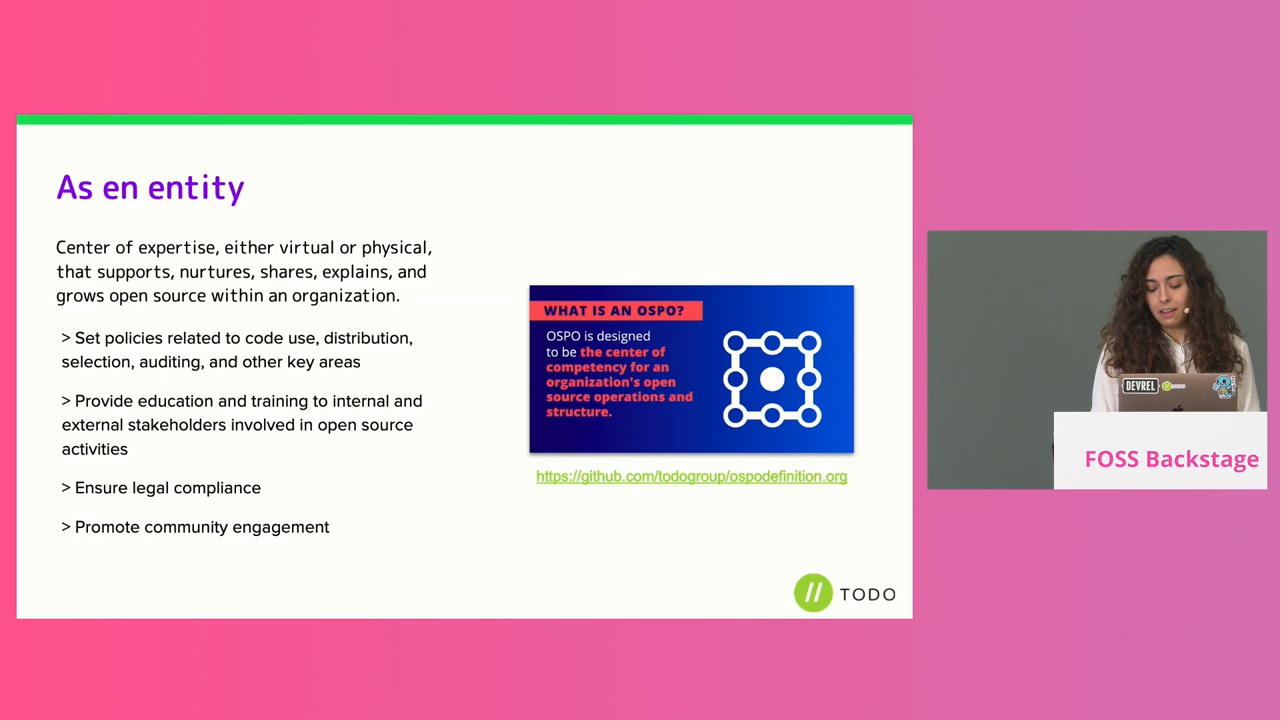 As en entity
Center of expertise, either virtual or physical,
that supports, nurtures, shares, explains, and
grows open source within an organization.
> Set policies related to code use, distribution,
selection, auditing, and other key areas
> Provide education and training to internal and
external stakeholders involved in open source
activities
> Ensure legal compliance
> Promote community engagement
WHAT IS AN OSPO?
OSPO is designed
to be the center of
competency for an
organization's open
source operations and
structure.
https://github.com/todogroup/ospodefinition.org
// TODO
DEVREL
FOSS Backstage